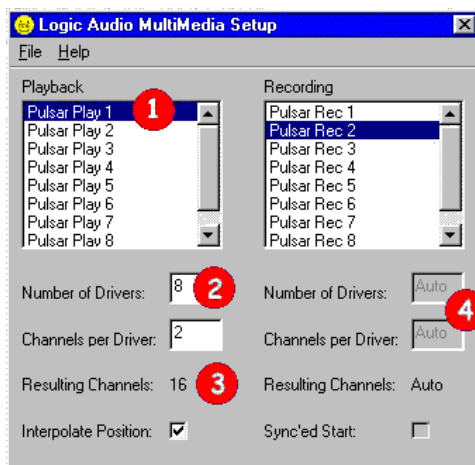 Logic Audio MultiMedia Setup
File Help
Playback
Recording
Pulsar Play 1
Pulsar Play 2
Pulsar Play 3
Pulsar Play 4
Pulsar Play 5
Pulsar Play 6
Pulsar Play 7
Pulsar Play 8
1
Pulsar Rec 1
Pulsar Rec 2
Pulsar Rec 3
Pulsar Rec 4
Pulsar Rec 5
Pulsar Rec 6
Pulsar Rec 7
Pulsar Rec 8
Number of Drivers: 8 2
Number of Drivers: Auto
Channels per Driver: 2
Channels per Driver: Auto
4
Resulting Channels: 16 3
Resulting Channels: Auto
Interpolate Position:
Sync'ed Start: